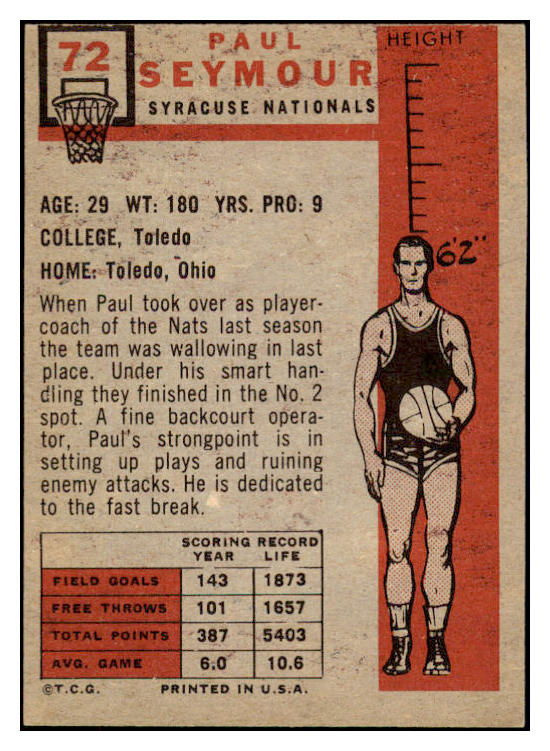 72
PAUL
SEYMOUR
SYRACUSE NATIONALS
HEIGHT
6'2"
AGE: 29 WT: 180 YRS. PRO: 9
COLLEGE, Toledo
HOME: Toledo, Ohio
When Paul took over as player-
coach of the Nats last season
the team was wallowing in last
place. Under his smart han-
dling they finished in the No. 2
spot. A fine backcourt opera-
tor, Paul's strongpoint is in
setting up plays and ruining
enemy attacks. He is dedicated
to the fast break.
SCORING RECORD
YEAR LIFE
FIELD GOALS 143 1873
FREE THROWS 101 1657
TOTAL POINTS 387 5403
AVG. GAME 6.0 10.6
©T.C.G. PRINTED IN U.S.A.